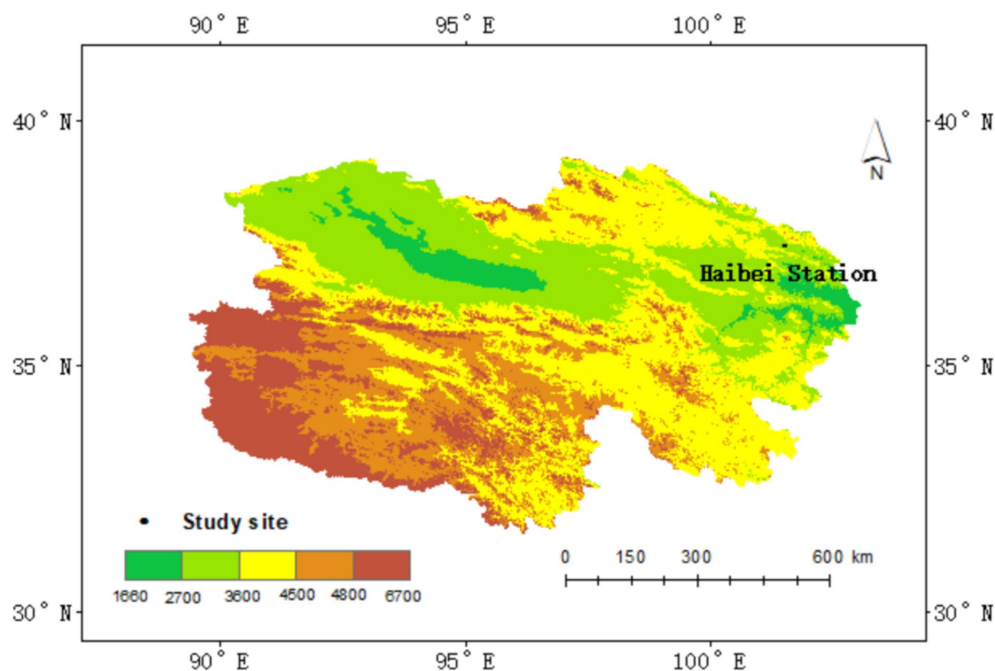 90° E 95° E 100° E
40° N 40° N
N
Haibei Station
35° N 35° N
Study site
0 150 300 600 km
1660 2700 3600 4500 4800 6700
30° N 30° N
90° E 95° E 100° E